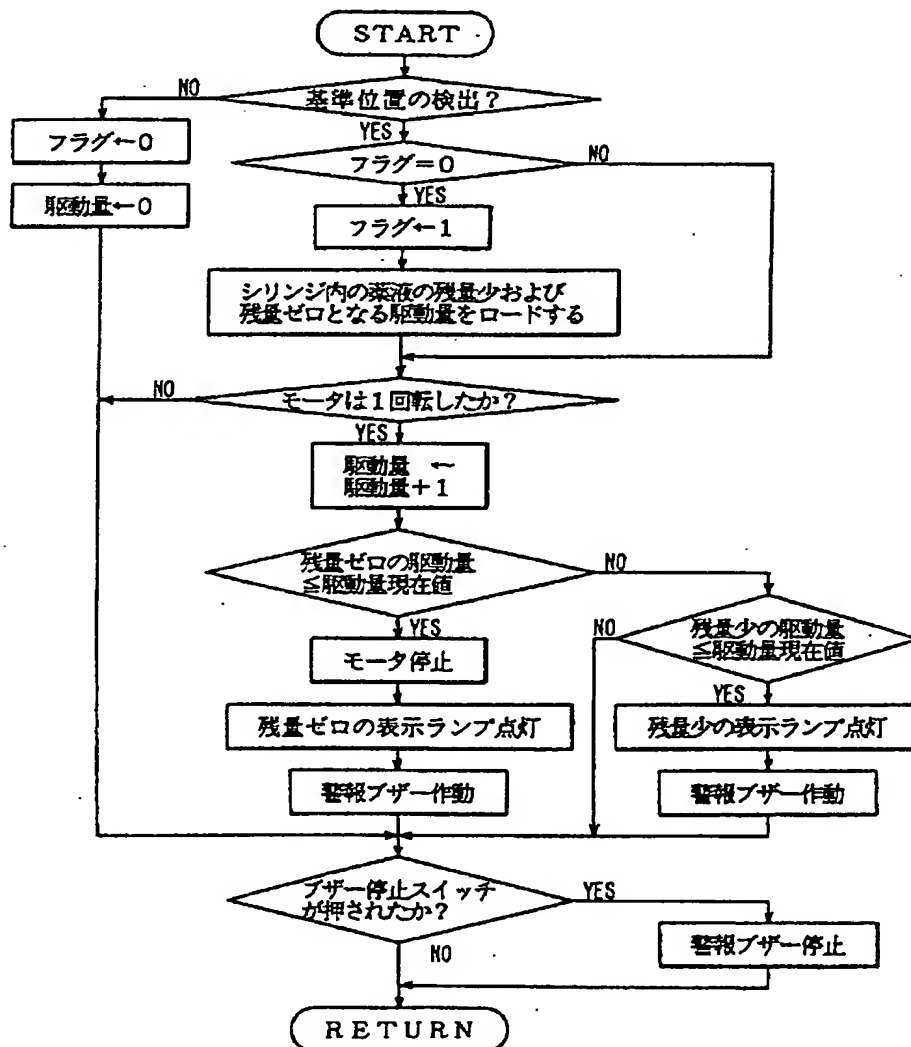 START
NO
基準位置の検出？
YES
フラグ←0
フラグ＝0
NO
YES
駆動量←0
フラグ←1
シリンジ内の薬液の残量少および
残量ゼロとなる駆動量をロードする
NO
モータは1回転したか？
YES
駆動量 ←
駆動量＋1
残量ゼロの駆動量
≦駆動量現在値
NO
YES
NO
残量少の駆動量
≦駆動量現在値
モータ停止
YES
残量ゼロの表示ランプ点灯
残量少の表示ランプ点灯
警報ブザー作動
警報ブザー作動
ブザー停止スイッチ
が押されたか？
YES
NO
警報ブザー停止
RETURN